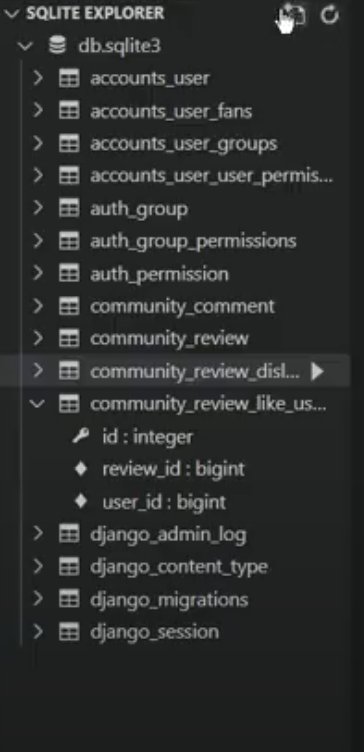 SQLITE EXPLORER
db.sqlite3
accounts_user
accounts_user_fans
accounts_user_groups
accounts_user_user_permis...
auth_group
auth_group_permissions
auth_permission
community_comment
community_review
community_review_disl...
community_review_like_us...
id : integer
review_id : bigint
user_id : bigint
django_admin_log
django_content_type
django_migrations
django_session